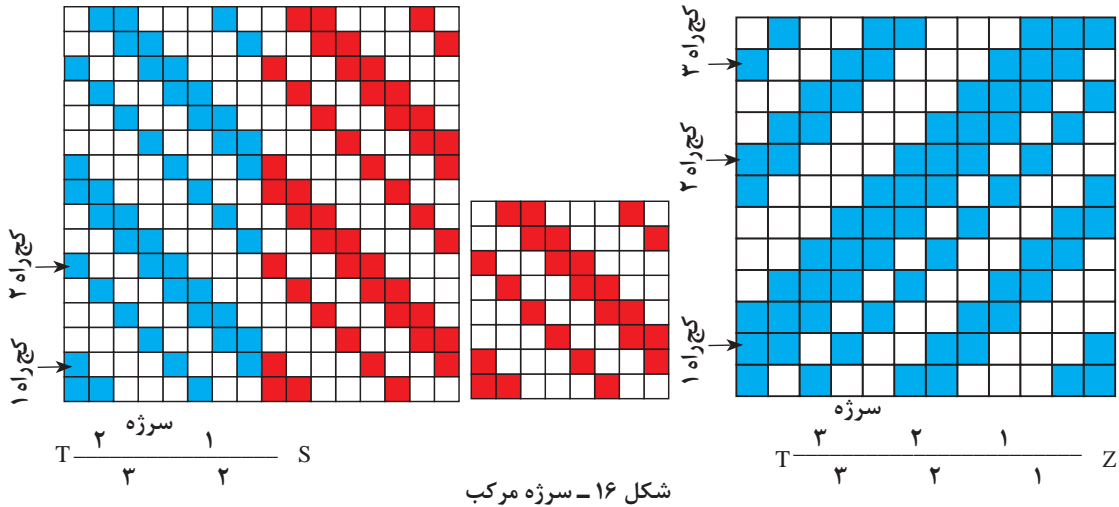 کج‌راه ۲
کج‌راه ۱
سرژه
T ۲ ۱ S
۳ ۲
کج‌راه ۳
کج‌راه ۲
کج‌راه ۱
سرژه
T ۳ ۲ ۱ Z
۳ ۲ ۱
شکل ۱۶ ـ سرژه مرکب